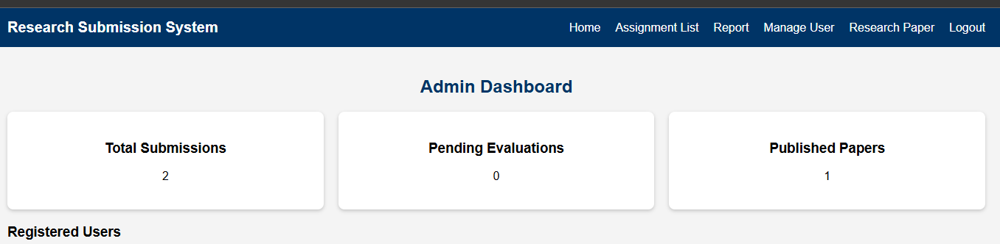 Research Submission System
Home Assignment List Report Manage User Research Paper Logout
Admin Dashboard
Total Submissions
2
Pending Evaluations
0
Published Papers
1
Registered Users